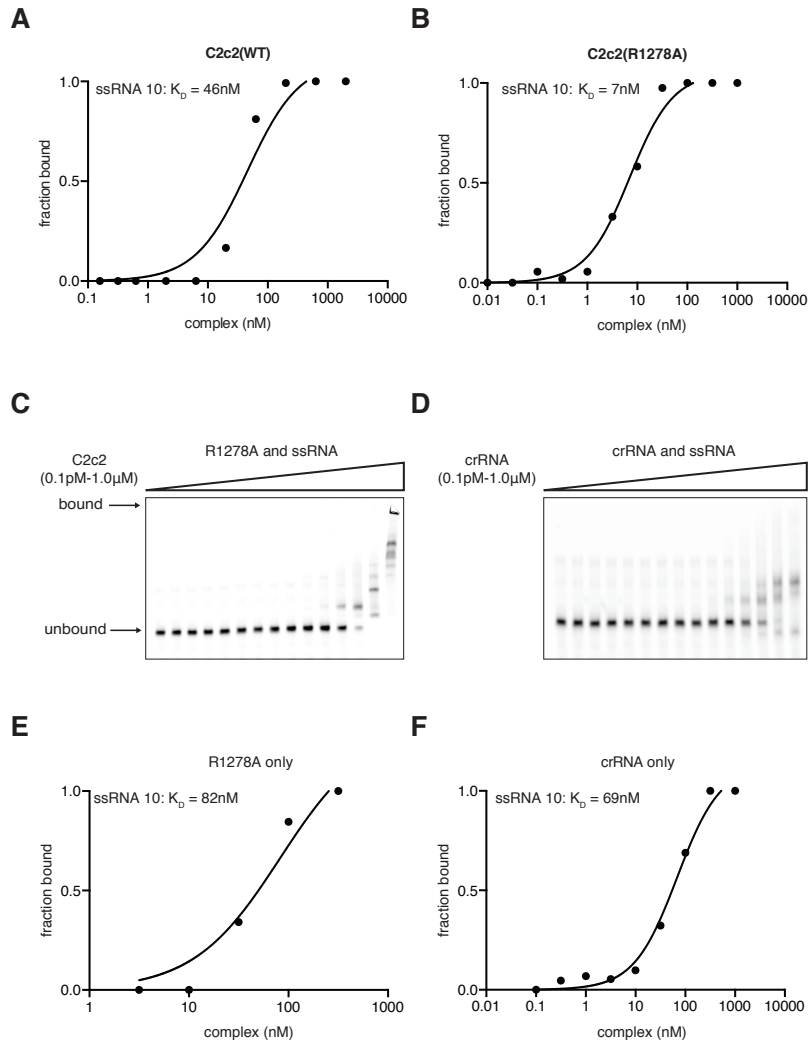 A
C2c2(WT)
ssRNA 10: K_D = 46nM
fraction bound
1.0
0.5
0.0
0.1 1 10 100 1000 10000
complex (nM)
B
C2c2(R1278A)
ssRNA 10: K_D = 7nM
fraction bound
1.0
0.5
0.0
0.01 0.1 1 10 100 1000 10000
complex (nM)
C
R1278A and ssRNA
C2c2
(0.1pM-1.0μM)
bound
unbound
D
crRNA and ssRNA
crRNA
(0.1pM-1.0μM)
E
R1278A only
ssRNA 10: K_D = 82nM
fraction bound
1.0
0.5
0.0
1 10 100 1000
complex (nM)
F
crRNA only
ssRNA 10: K_D = 69nM
fraction bound
1.0
0.5
0.0
0.01 0.1 1 10 100 1000 10000
complex (nM)